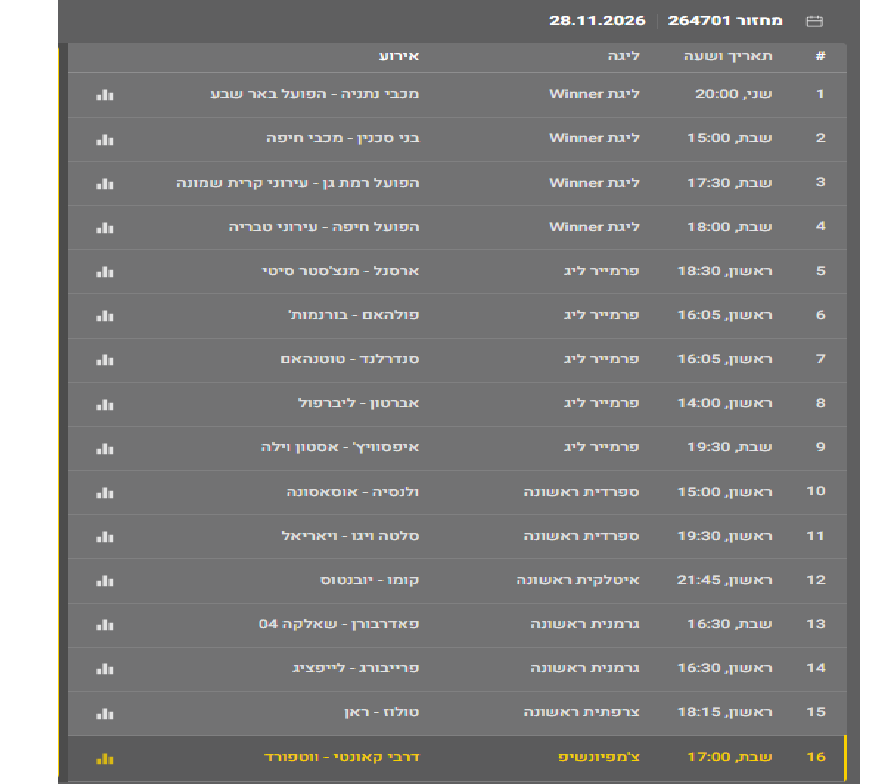 מחזור 264701 | 28.11.2026
# תאריך ושעה ליגה אירוע
1 שני, 20:00 ליגת Winner מכבי נתניה - הפועל באר שבע
2 שבת, 15:00 ליגת Winner בני סכנין - מכבי חיפה
3 שבת, 17:30 ליגת Winner הפועל רמת גן - עירוני קרית שמונה
4 שבת, 18:00 ליגת Winner הפועל חיפה - עירוני טבריה
5 ראשון, 18:30 פרמייר ליג ארסנל - מנצ'סטר סיטי
6 ראשון, 16:05 פרמייר ליג פולהאם - בורנמות'
7 ראשון, 16:05 פרמייר ליג סנדרלנד - טוטנהאם
8 ראשון, 14:00 פרמייר ליג אברטון - ליברפול
9 שבת, 19:30 פרמייר ליג איפסוויץ' - אסטון וילה
10 ראשון, 15:00 ספרדית ראשונה ולנסיה - אוסאסונה
11 ראשון, 19:30 ספרדית ראשונה סלטה ויגו - ויאריאל
12 ראשון, 21:45 איטלקית ראשונה קומו - יובנטוס
13 שבת, 16:30 גרמנית ראשונה פאדרבורן - שאלקה 04
14 ראשון, 16:30 גרמנית ראשונה פרייבורג - לייפציג
15 ראשון, 18:15 צרפתית ראשונה טולוז - ראן
16 שבת, 17:00 צ'מפיונשיפ דרבי קאונטי - ווטפורד